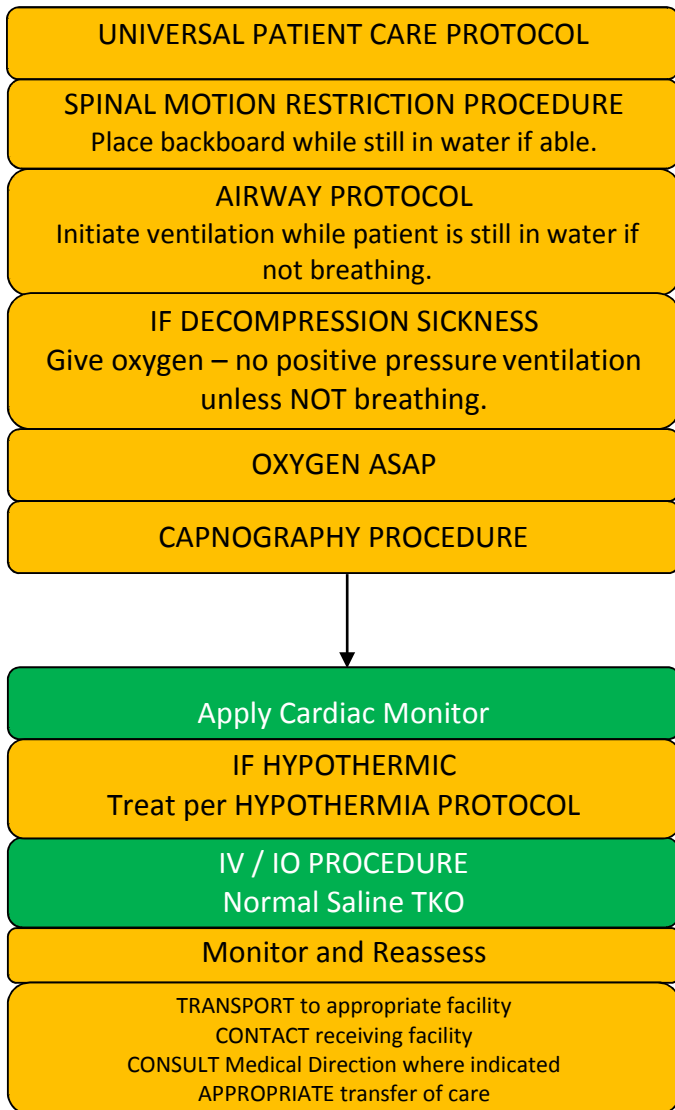 UNIVERSAL PATIENT CARE PROTOCOL
SPINAL MOTION RESTRICTION PROCEDURE
Place backboard while still in water if able.
AIRWAY PROTOCOL
Initiate ventilation while patient is still in water if
not breathing.
IF DECOMPRESSION SICKNESS
Give oxygen – no positive pressure ventilation
unless NOT breathing.
OXYGEN ASAP
CAPNOGRAPHY PROCEDURE
Apply Cardiac Monitor
IF HYPOTHERMIC
Treat per HYPOTHERMIA PROTOCOL
IV / IO PROCEDURE
Normal Saline TKO
Monitor and Reassess
TRANSPORT to appropriate facility
CONTACT receiving facility
CONSULT Medical Direction where indicated
APPROPRIATE transfer of care